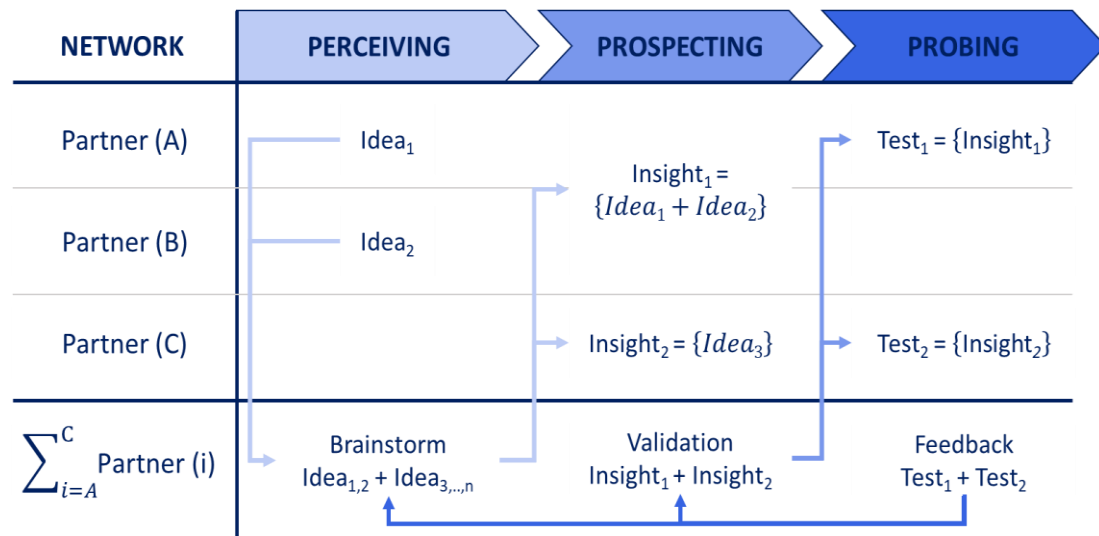 NETWORK PERCEIVING PROSPECTING PROBING
Partner (A) Idea₁ Test₁ = {Insight₁}
Insight₁ =
{Idea₁ + Idea₂}
Partner (B) Idea₂
Partner (C) Insight₂ = {Idea₃} Test₂ = {Insight₂}
∑ᵢ₌ₐC Partner (i)
Brainstorm
Idea₁,₂ + Idea₃,..,ₙ
Validation
Insight₁ + Insight₂
Feedback
Test₁ + Test₂